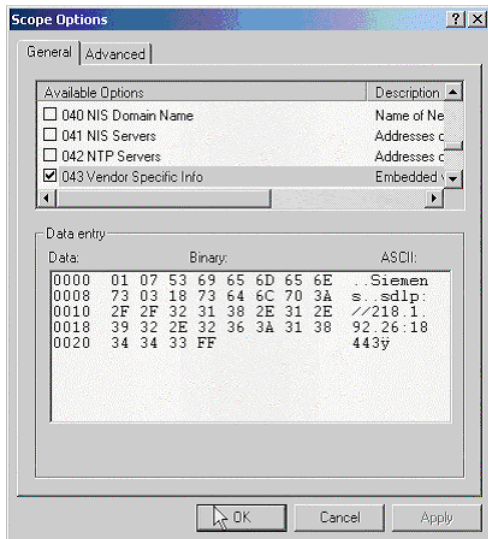 Scope Options
General Advanced
Available Options Description
040 NIS Domain Name Name of Ne
041 NIS Servers Addresses c
042 NTP Servers Addresses c
043 Vendor Specific Info Embedded
Data entry
Data: Binary: ASCII:
0000 01 07 53 69 65 6D 65 6E ..Siemen
0008 73 03 18 73 64 6C 70 3A s..sdlp:
0010 2F 2F 32 31 38 2E 31 2E //218.1.
0018 39 32 2E 32 36 3A 31 38 92.26:18
0020 34 34 33 FF 443ÿ
OK Cancel Apply